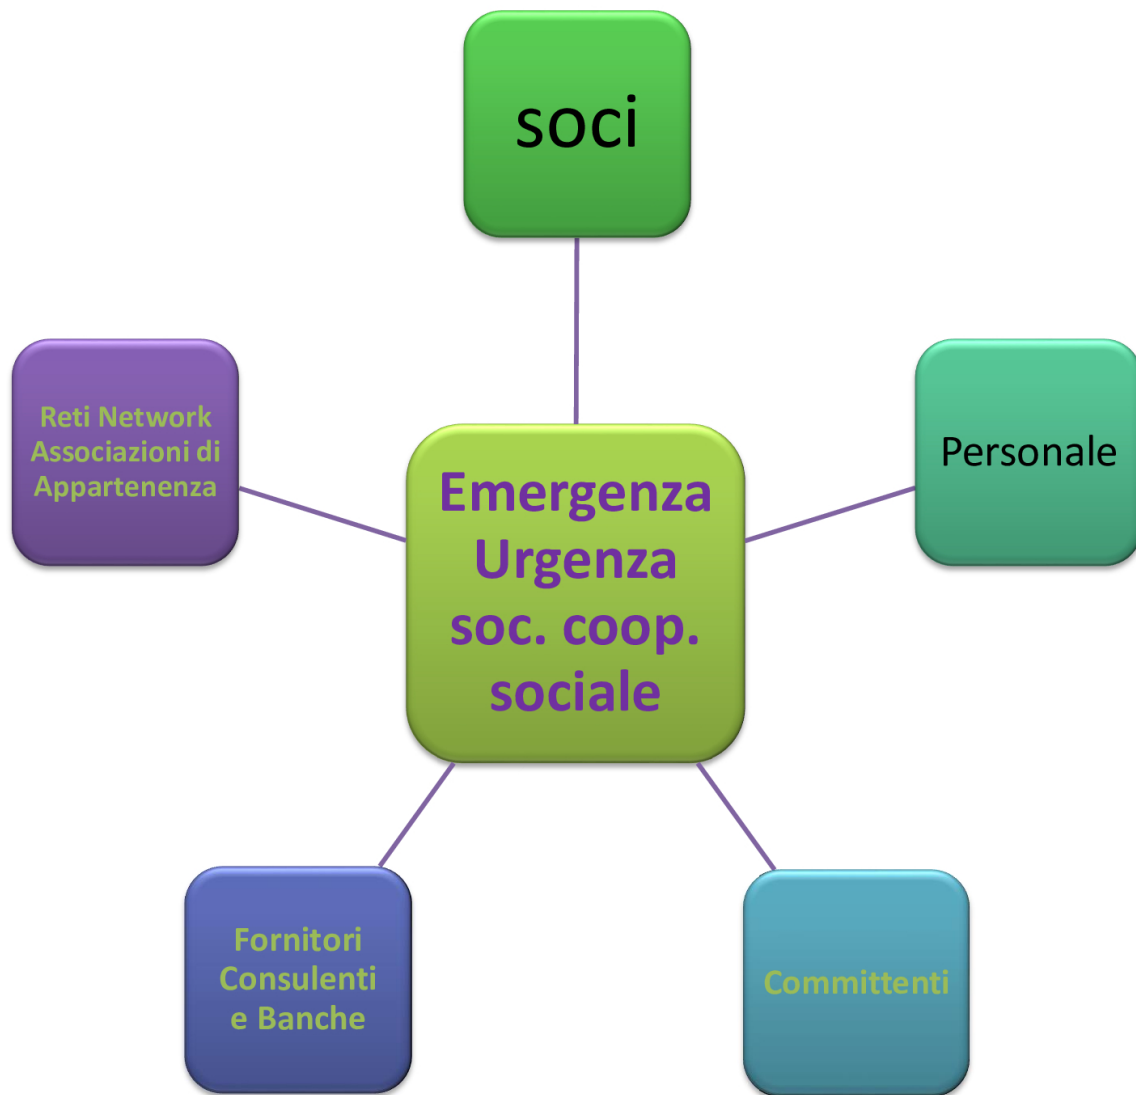 soci
Reti Network
Associazioni di
Appartenenza
Personale
Emergenza
Urgenza
soc. coop.
sociale
Fornitori
Consulenti
e Banche
Committenti